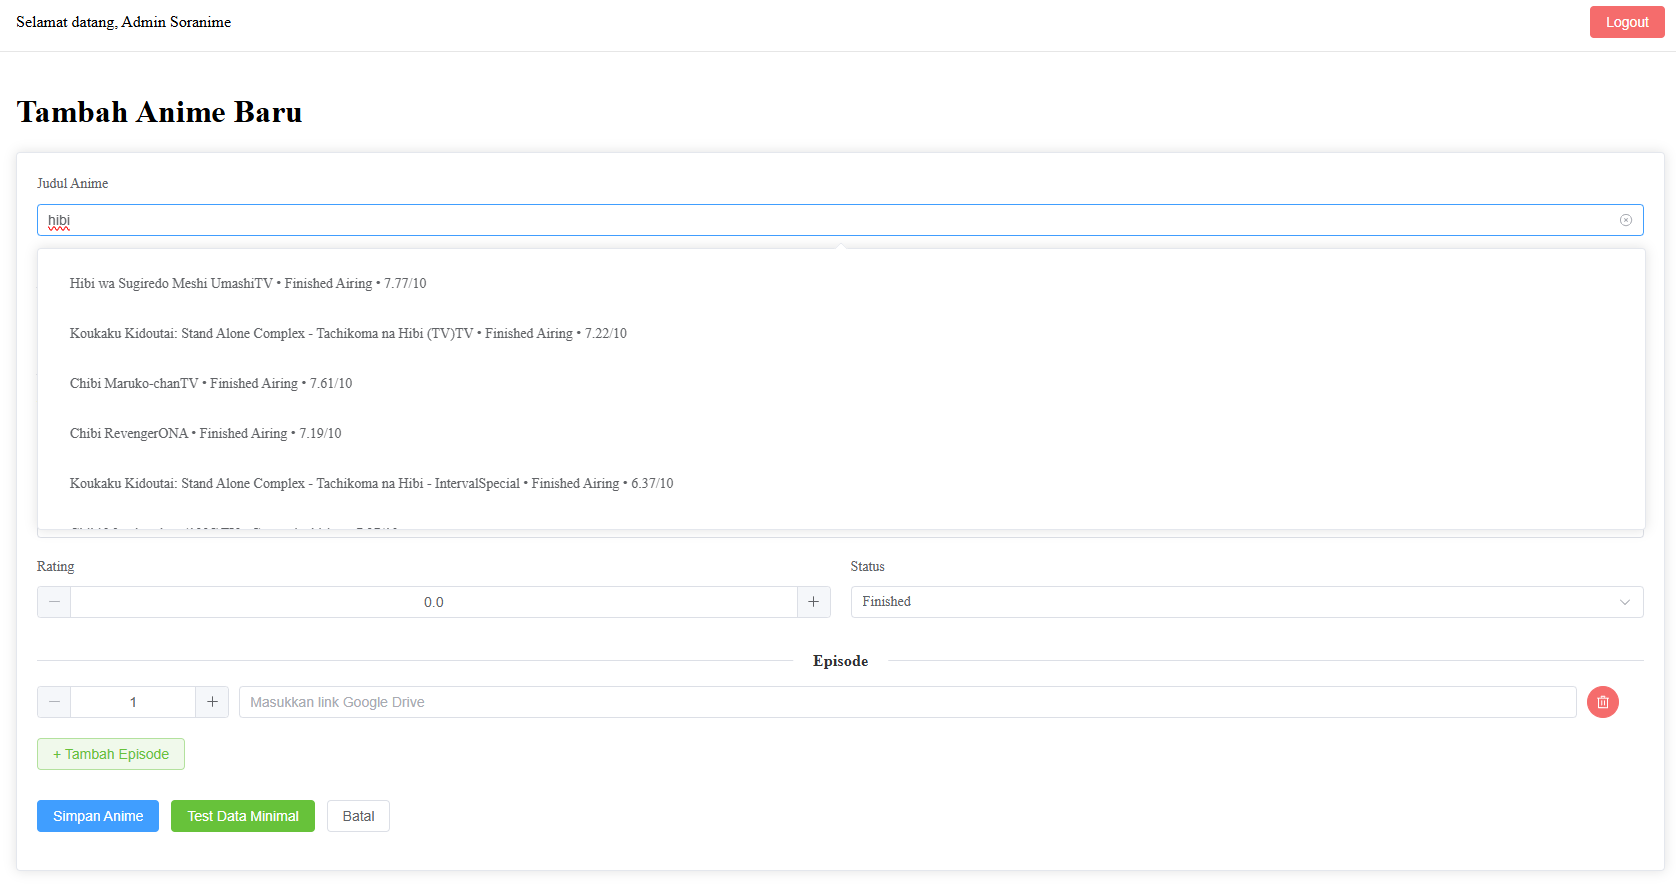 Selamat datang, Admin Soranime
Logout
Tambah Anime Baru
Judul Anime
hibi
Hibi wa Sugiredo Meshi UmashiTV • Finished Airing • 7.77/10
Koukaku Kidoutai: Stand Alone Complex - Tachikoma na Hibi (TV)TV • Finished Airing • 7.22/10
Chibi Maruko-chanTV • Finished Airing • 7.61/10
Chibi RevengerONA • Finished Airing • 7.19/10
Koukaku Kidoutai: Stand Alone Complex - Tachikoma na Hibi - IntervalSpecial • Finished Airing • 6.37/10
Rating
Status
0.0
Finished
Episode
1
Masukkan link Google Drive
+ Tambah Episode
Simpan Anime
Test Data Minimal
Batal